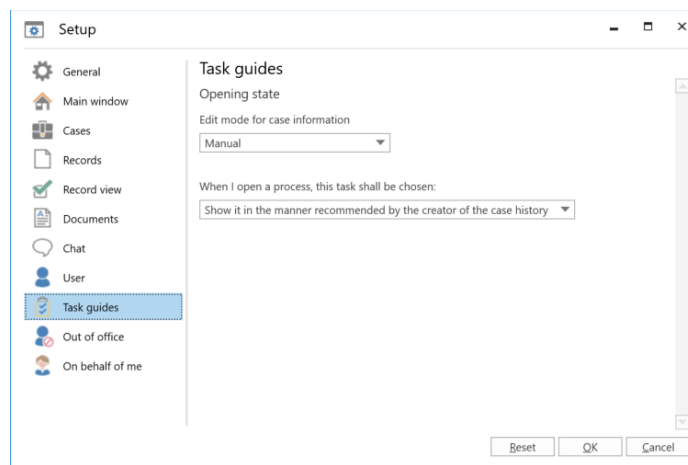 Setup
General
Main window
Cases
Records
Record view
Documents
Chat
User
Task guides
Out of office
On behalf of me
Task guides
Opening state
Edit mode for case information
Manual
When I open a process, this task shall be chosen:
Show it in the manner recommended by the creator of the case history
Reset
OK
Cancel